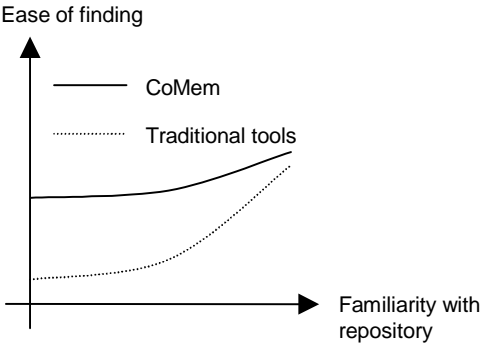 Ease of finding
CoMem
Traditional tools
Familiarity with
repository